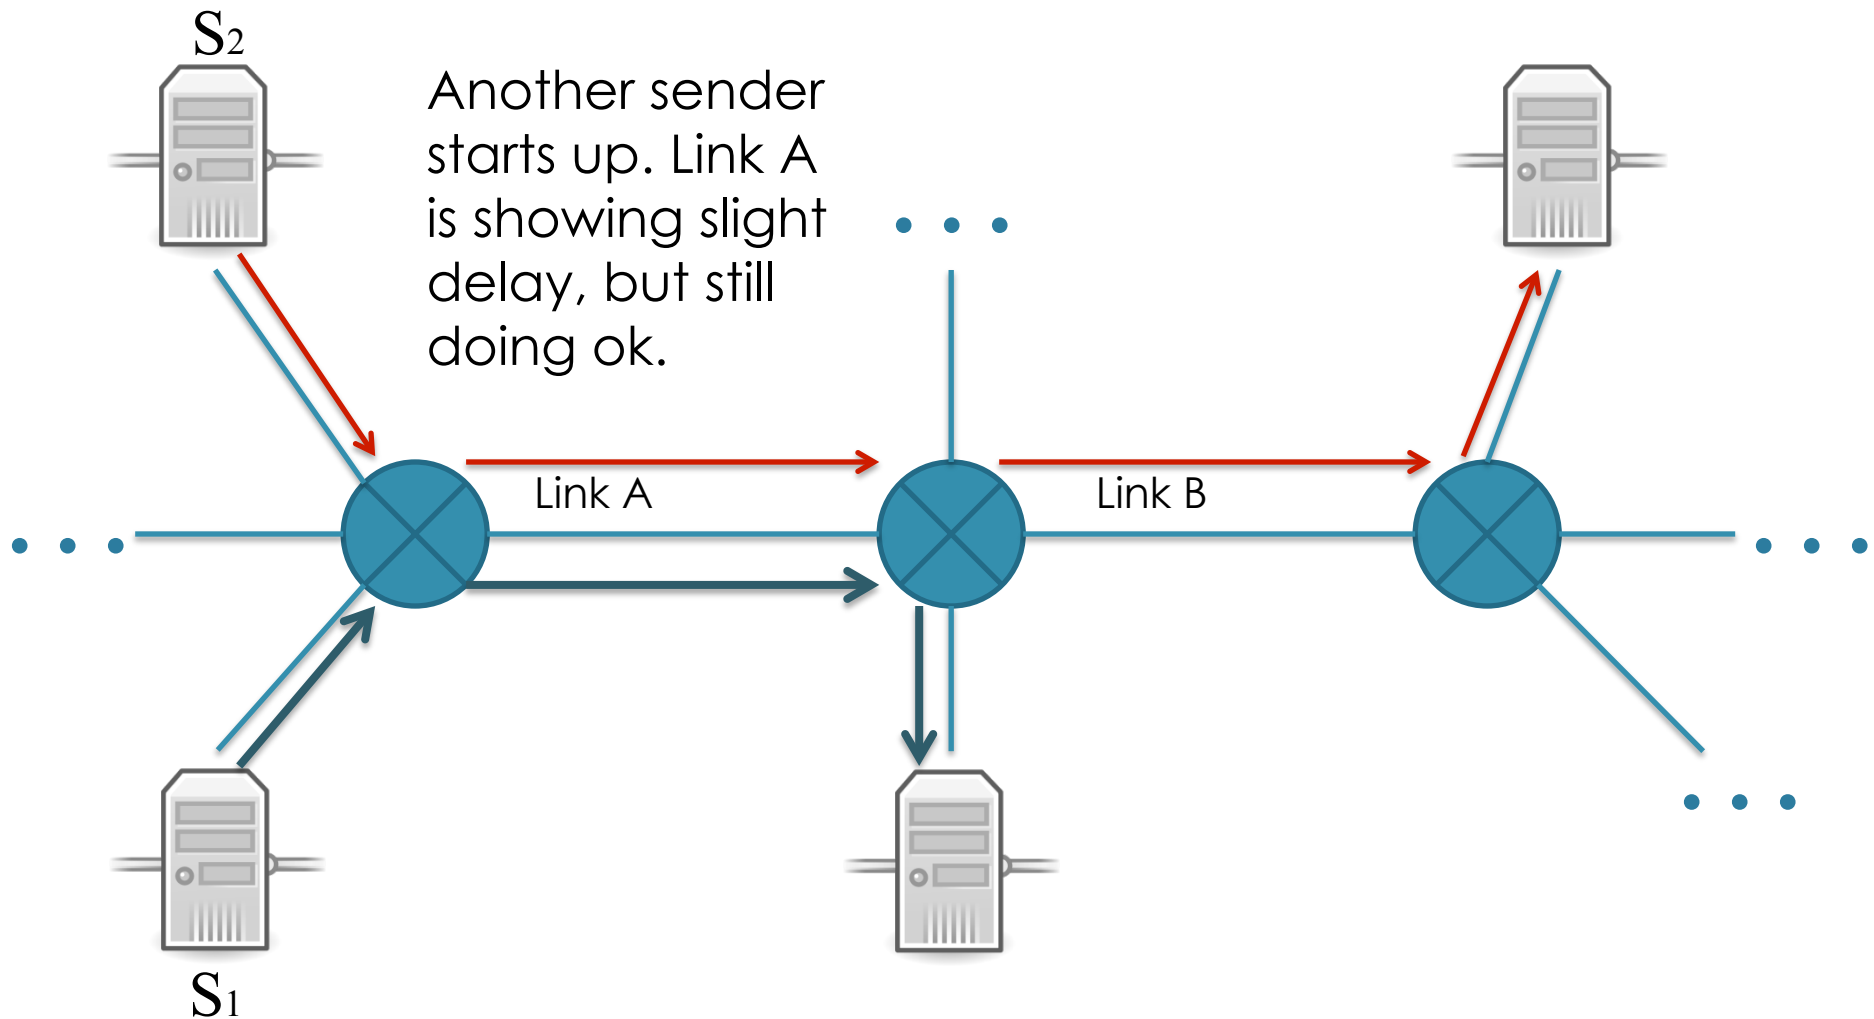 S2
Another sender
starts up. Link A
is showing slight
delay, but still
doing ok.
Link A
Link B
S1